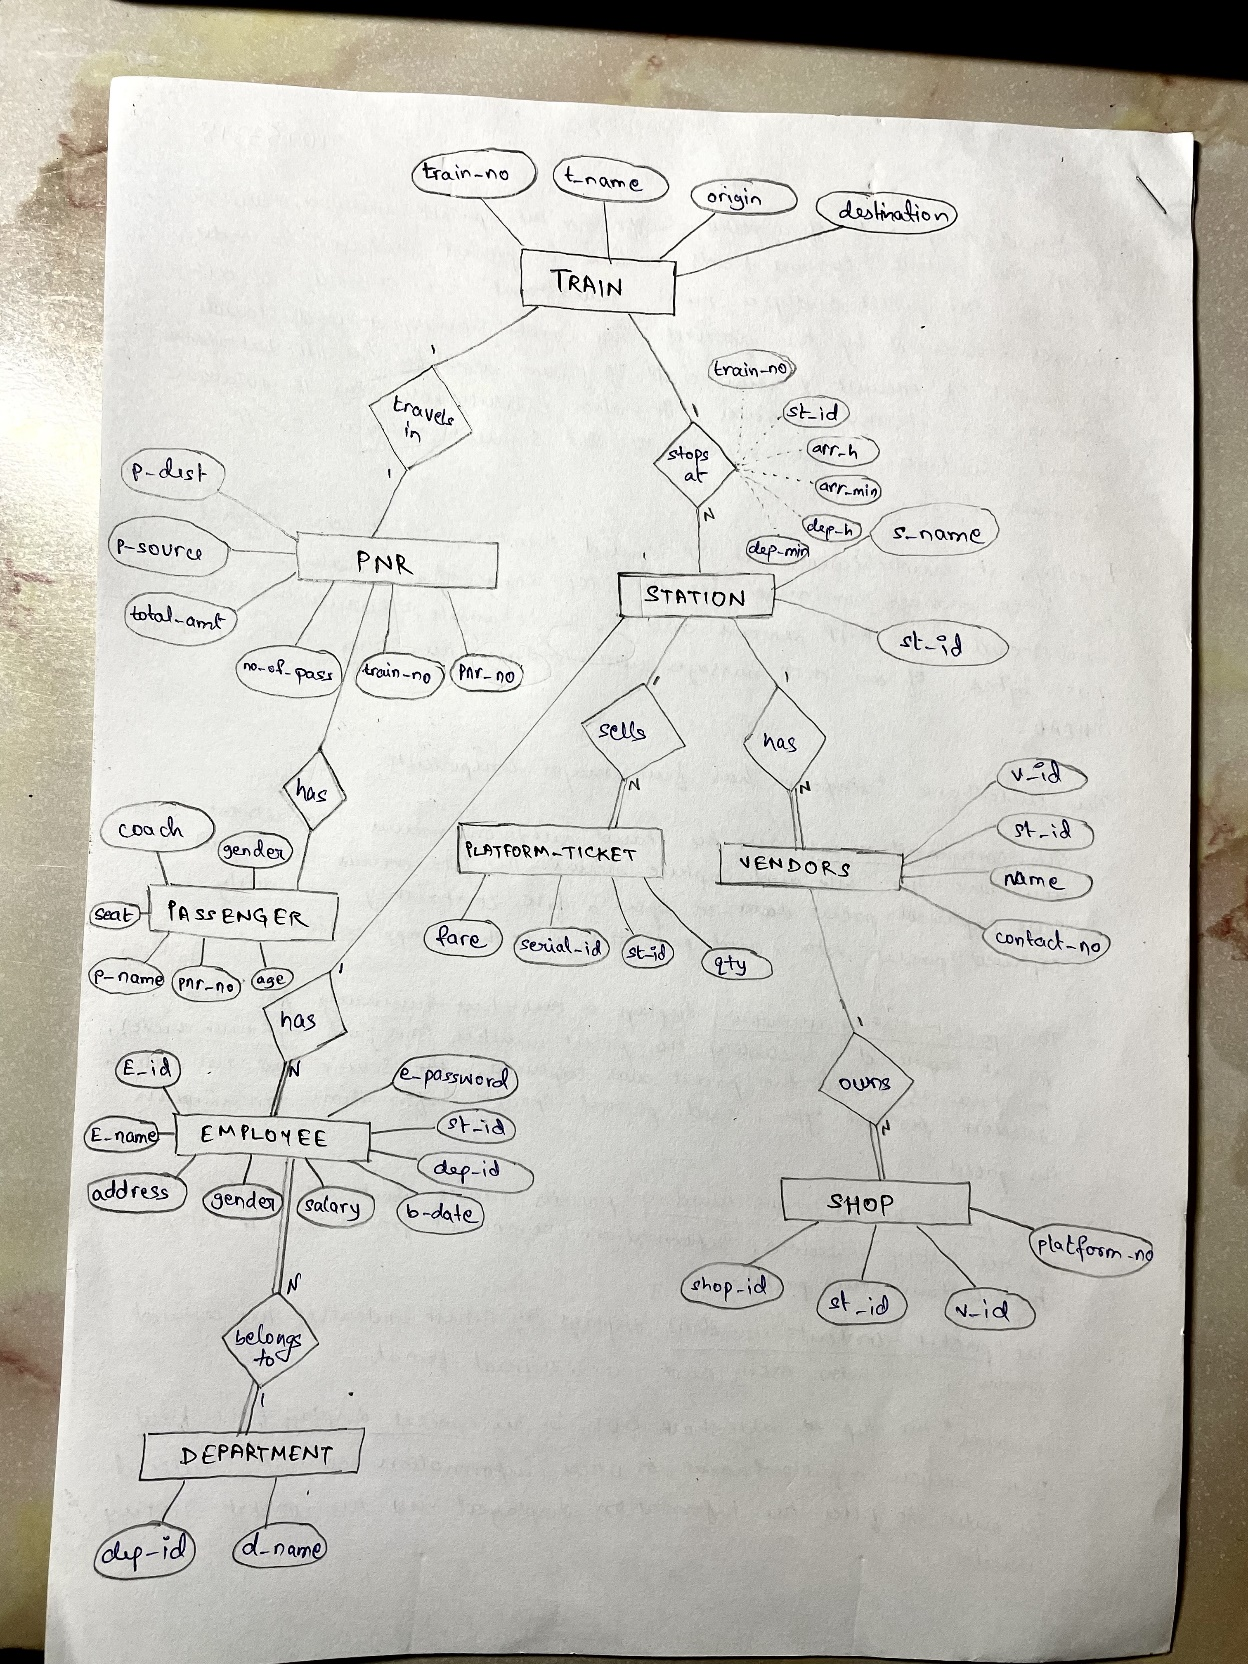 train-no
t-name
origin
destination
TRAIN
1
travels
in
1
train-no
st-id
arr-h
arr-min
dep-h
dep-min
1
stops
at
N
p-dist
p-source
total-amt
PNR
no-of-pass
train-no
pnr-no
s-name
STATION
st-id
1
sells
N
1
has
N
has
coach
gender
seat
PASSENGER
p-name
pnr-no
age
PLATFORM-TICKET
fare
serial-id
st-id
qty
VENDORS
v-id
st-id
name
contact-no
1
has
N
1
owns
N
E-id
E-name
address
EMPLOYEE
gender
salary
b-date
e-password
st-id
dep-id
SHOP
shop-id
st-id
v-id
platform-no
N
belongs
to
1
DEPARTMENT
dep-id
d-name